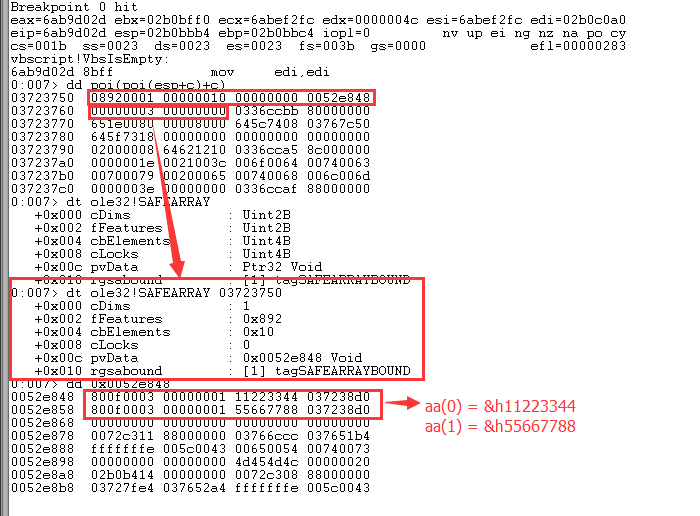 Breakpoint 0 hit
eax=6ab9d02d ebx=02b0bff0 ecx=6abef2fc edx=0000004c esi=6abef2fc edi=02b0c0a0
eip=6ab9d02d esp=02b0bbb4 ebp=02b0bbc4 iopl=0 nv up ei ng nz na po cy
cs=001b ss=0023 ds=0023 es=0023 fs=003b gs=0000 efl=00000283
vbscript!VbsIsEmpty:
6ab9d02d 8bff mov edi,edi
0:007> dd poi(poi(esp+c)+c)
03723750 08920001 00000010 00000000 0052e848
03723760 00000003 00000000 0336ccbb 80000000
03723770 651e0080 00008000 645c7408 03767c50
03723780 645f7318 00000000 00000000 00000000
03723790 02000008 64621210 0336cca5 8c000000
037237a0 0000001e 0021003c 006f0064 00740063
037237b0 00700079 00200065 00740068 006c006d
037237c0 0000003e 00000000 0336ccaf 88000000
0:007> dt ole32!SAFEARRAY
+0x000 cDims : Uint2B
+0x002 fFeatures : Uint2B
+0x004 cbElements : Uint4B
+0x008 cLocks : Uint4B
+0x00c pvData : Ptr32 Void
+0x010 rgsabound : [1] tagSAFEARRAYBOUND
0:007> dt ole32!SAFEARRAY 03723750
+0x000 cDims : 1
+0x002 fFeatures : 0x892
+0x004 cbElements : 0x10
+0x008 cLocks : 0
+0x00c pvData : 0x0052e848 Void
+0x010 rgsabound : [1] tagSAFEARRAYBOUND
0:007> dd 0x0052e848
0052e848 800f0003 00000001 11223344 037238d0
0052e858 800f0003 00000001 55667788 037238d0
0052e868 00000000 00000000 00000000 00000000
0052e878 0072c311 88000000 03766ccc 037651b4
0052e888 fffffffe 005c0043 00650054 00740073
0052e898 00000000 00000000 4d454d4c 00000020
0052e8a8 02b0b414 00000000 0072c308 88000000
0052e8b8 03727fe4 037652a4 fffffffe 005c0043
aa(0) = &h11223344
aa(1) = &h55667788